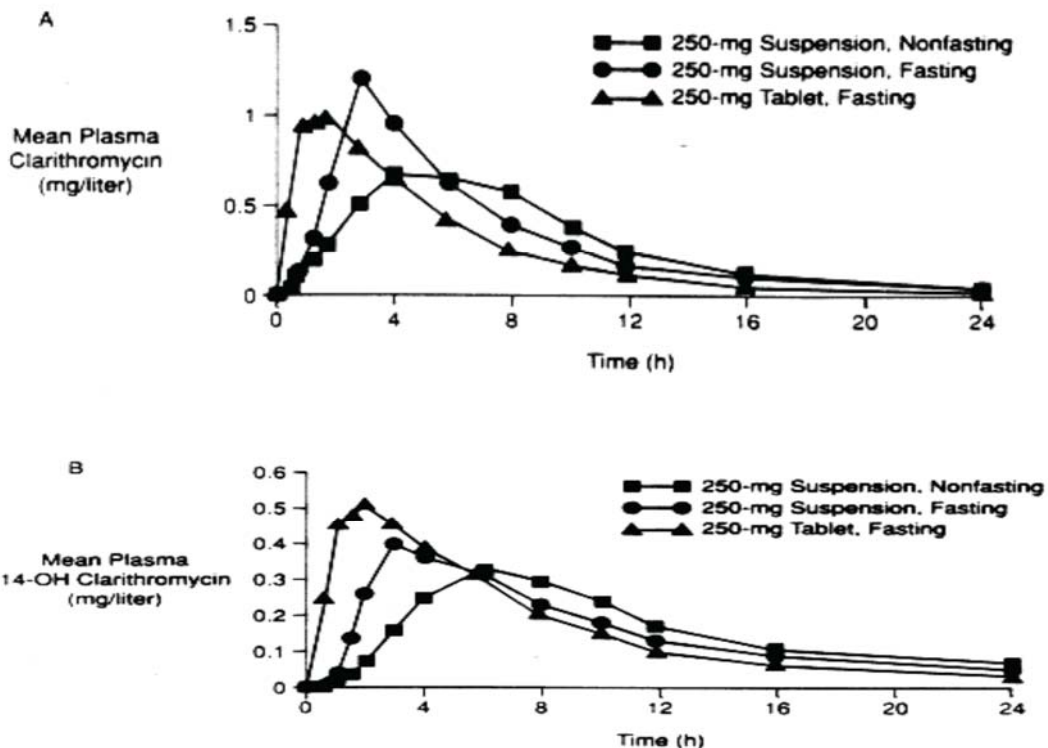 A
1.5
1
0.5
0
Mean Plasma
Clarithromycin
(mg/liter)
250-mg Suspension, Nonfasting
250-mg Suspension, Fasting
250-mg Tablet, Fasting
0 4 8 12 16 20 24
Time (h)
B
0.6
0.5
0.4
0.3
0.2
0.1
0
Mean Plasma
14-OH Clarithromycin
(mg/liter)
250-mg Suspension, Nonfasting
250-mg Suspension, Fasting
250-mg Tablet, Fasting
0 4 8 12 16 20 24
Time (h)